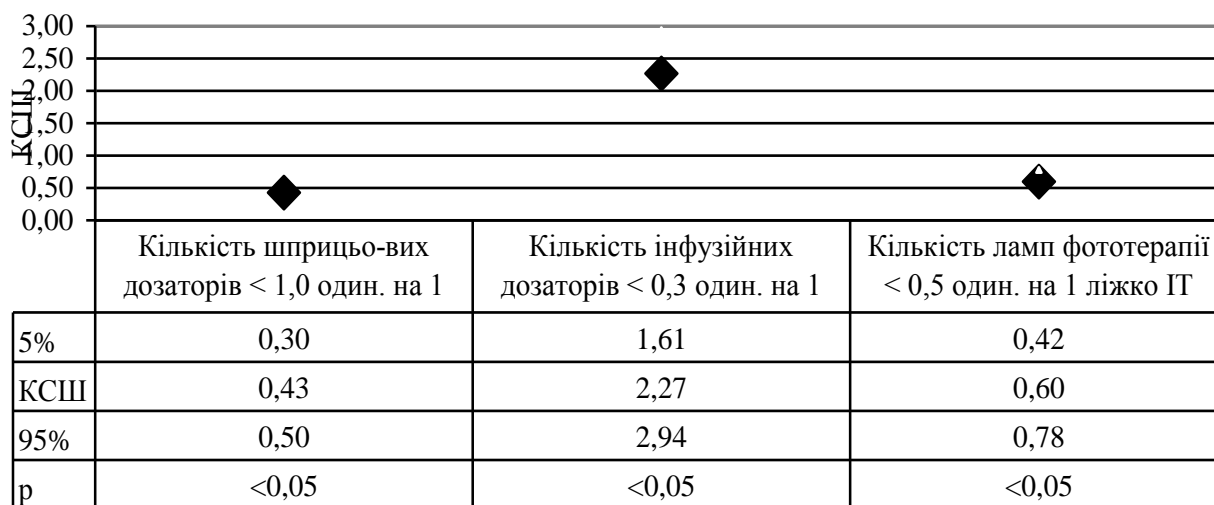 3,00
2,50
2,00
1,50
1,00
0,50
0,00
КСШ
Кількість шприцьо-вих
дозаторів < 1,0 один. на 1
Кількість інфузійних
дозаторів < 0,3 один. на 1
Кількість ламп фототерапії
< 0,5 один. на 1 ліжко ІТ
5% 0,30 1,61 0,42
КСШ 0,43 2,27 0,60
95% 0,50 2,94 0,78
р <0,05 <0,05 <0,05